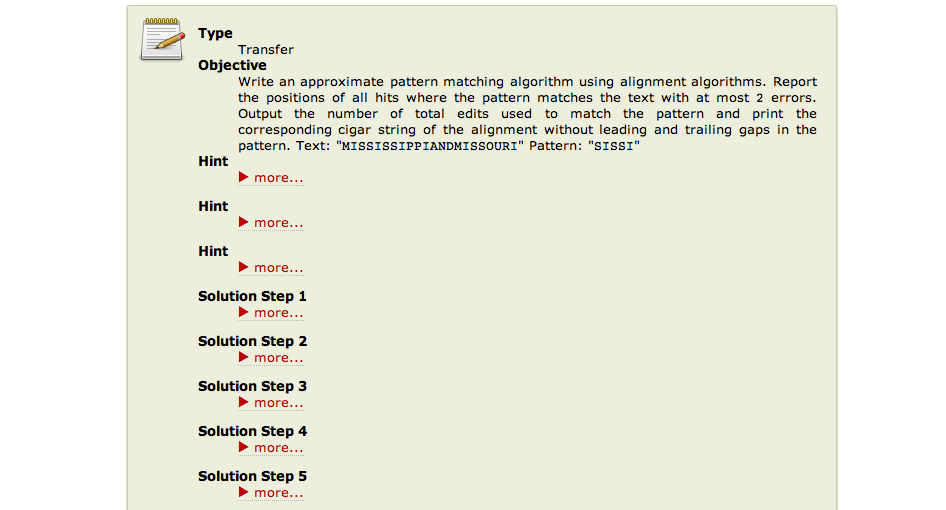 Type
Transfer
Objective
Write an approximate pattern matching algorithm using alignment algorithms. Report
the positions of all hits where the pattern matches the text with at most 2 errors.
Output the number of total edits used to match the pattern and print the
corresponding cigar string of the alignment without leading and trailing gaps in the
pattern. Text: "MISSISSIPPIANDMISSOURI" Pattern: "SISSI"
Hint
▶ more...
Hint
▶ more...
Hint
▶ more...
Solution Step 1
▶ more...
Solution Step 2
▶ more...
Solution Step 3
▶ more...
Solution Step 4
▶ more...
Solution Step 5
▶ more...